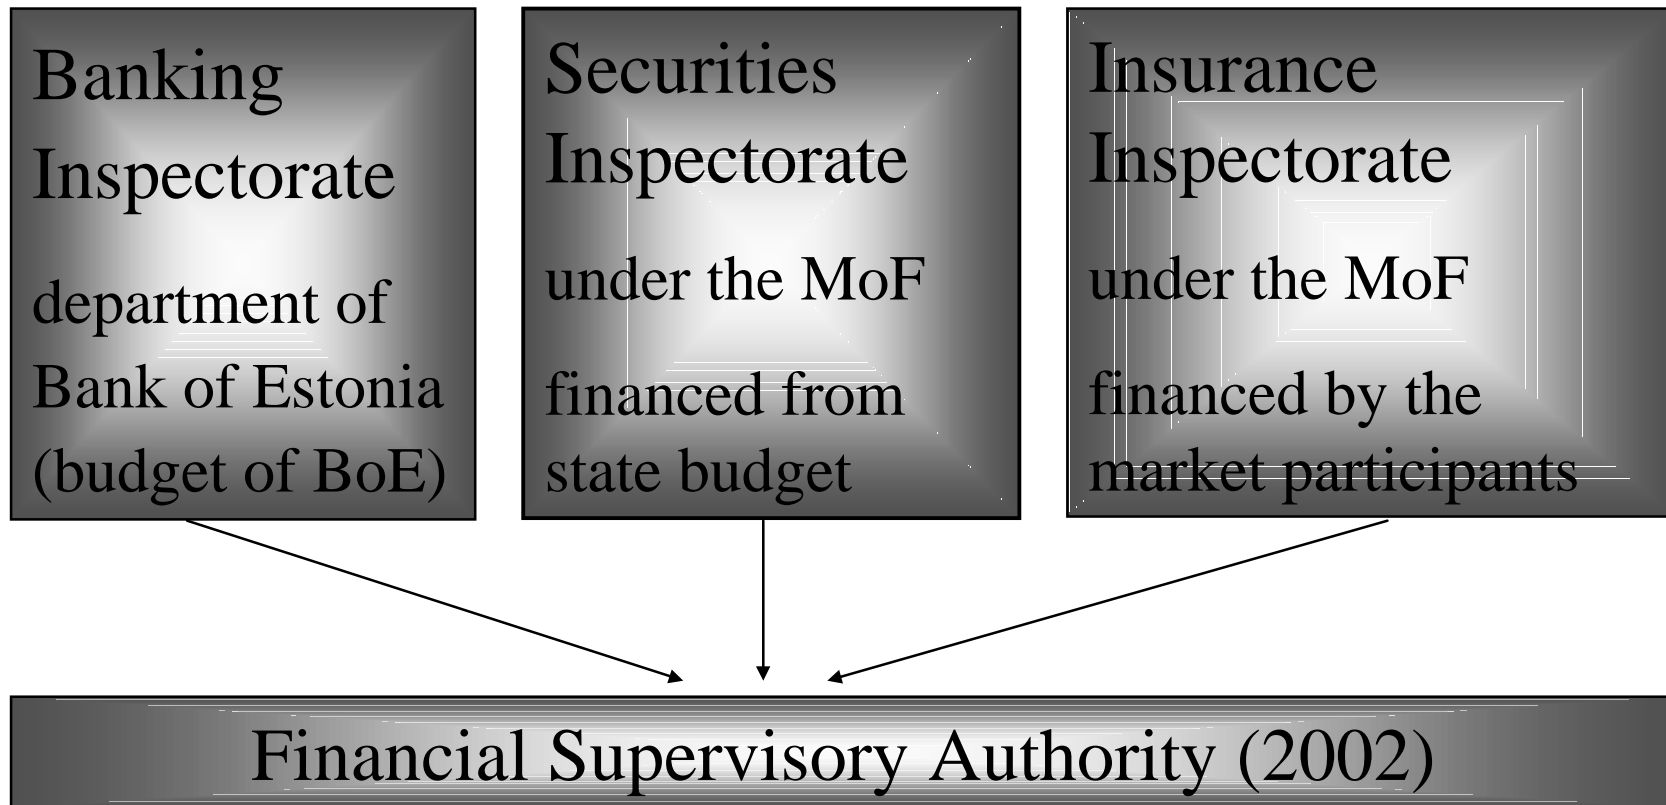 Banking
Inspectorate
department of
Bank of Estonia
(budget of BoE)
Securities
Inspectorate
under the MoF
financed from
state budget
Insurance
Inspectorate
under the MoF
financed by the
market participants
Financial Supervisory Authority (2002)